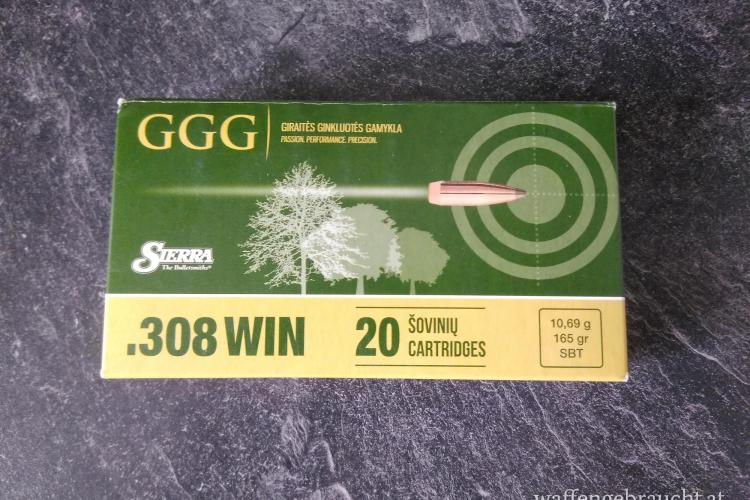 GGG
GIRAITĖS GINKLUOTĖS GAMYKLA
PASSION. PERFORMANCE. PRECISION.
SIERRA
The Bulletsmiths®
.308 WIN
20 ŠOVINIŲ
CARTRIDGES
10,69 g
165 gr
SBT
waffengebraucht.at